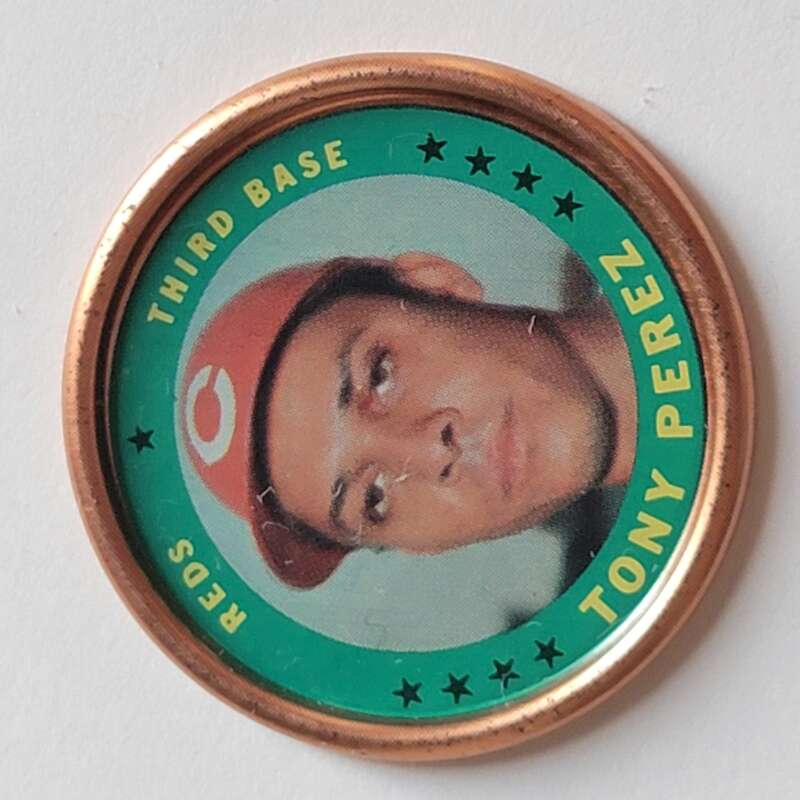 REDS
THIRD BASE
TONY PEREZ
C